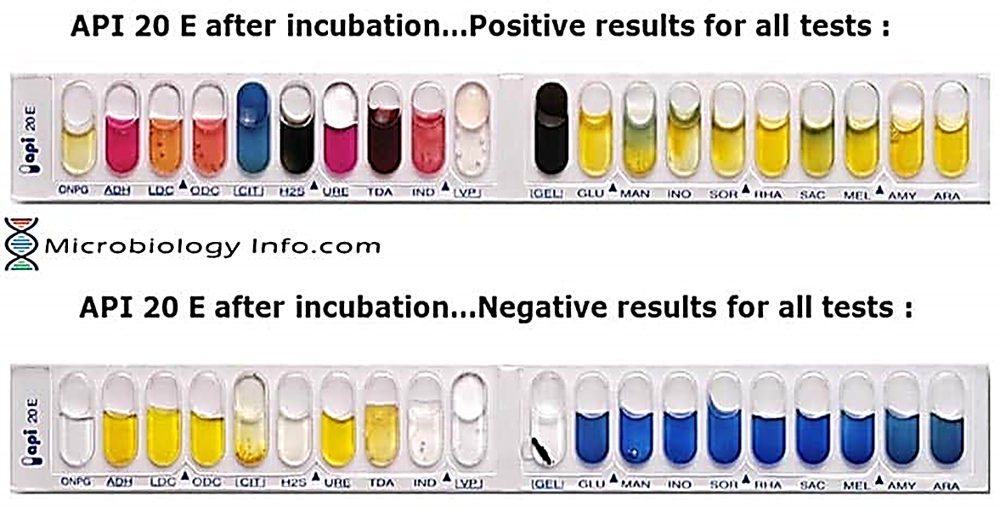 API 20 E after incubation...Positive results for all tests :
api 20 E
ONPG ADH LDC ODC CIT H2S URE TDA IND VP GEL GLU MAN INO SOR RHA SAC MEL AMY ARA
Microbiology Info.com
API 20 E after incubation...Negative results for all tests :
api 20 E
ONPG ADH LDC ODC CIT H2S URE TDA IND VP GEL GLU MAN INO SOR RHA SAC MEL AMY ARA